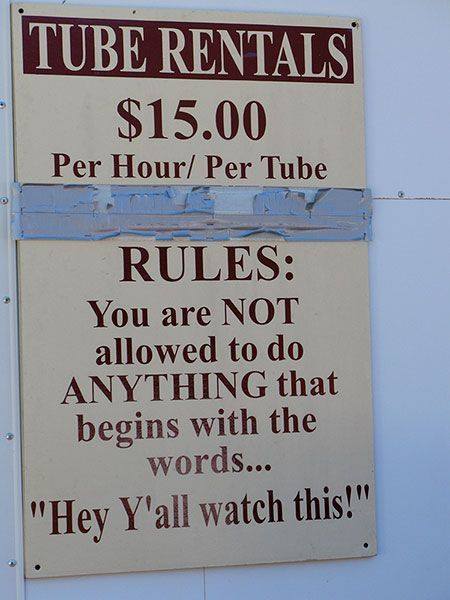 TUBE RENTALS
$15.00
Per Hour/ Per Tube
RULES:
You are NOT
allowed to do
ANYTHING that
begins with the
words...
"Hey Y'all watch this!"